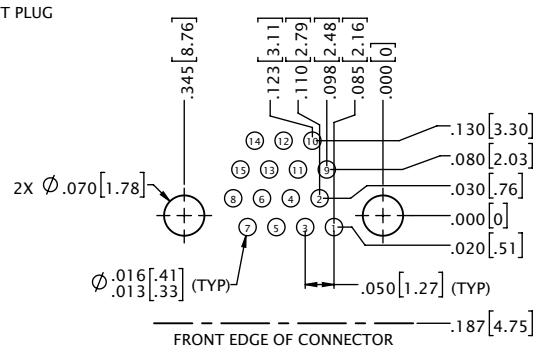 T PLUG
.345 [8.76]
.123 [3.11]
.110 [2.79]
.098 [2.48]
.085 [2.16]
.000 [0]
14 12 10
.130 [3.30]
15 13 11 9
.080 [2.03]
2X Ø .070 [1.78]
8 6 4 2
.030 [.76]
.000 [0]
7 5 3 1
.020 [.51]
Ø .016 [.41]
.013 [.33] (TYP)
.050 [1.27] (TYP)
.187 [4.75]
FRONT EDGE OF CONNECTOR